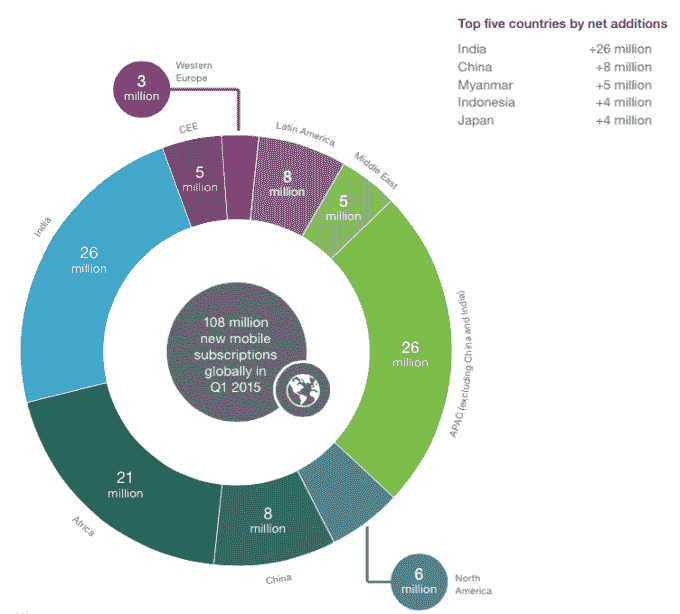 Top five countries by net additions
India +26 million
China +8 million
Myanmar +5 million
Indonesia +4 million
Japan +4 million
3
million
Western
Europe
CEE
5
million
Latin America
8
million
Middle East
5
million
India
26
million
26
million
APAC (excluding China and India)
108 million
new mobile
subscriptions
globally in
Q1 2015
21
million
Africa
8
million
China
6
million
North
America